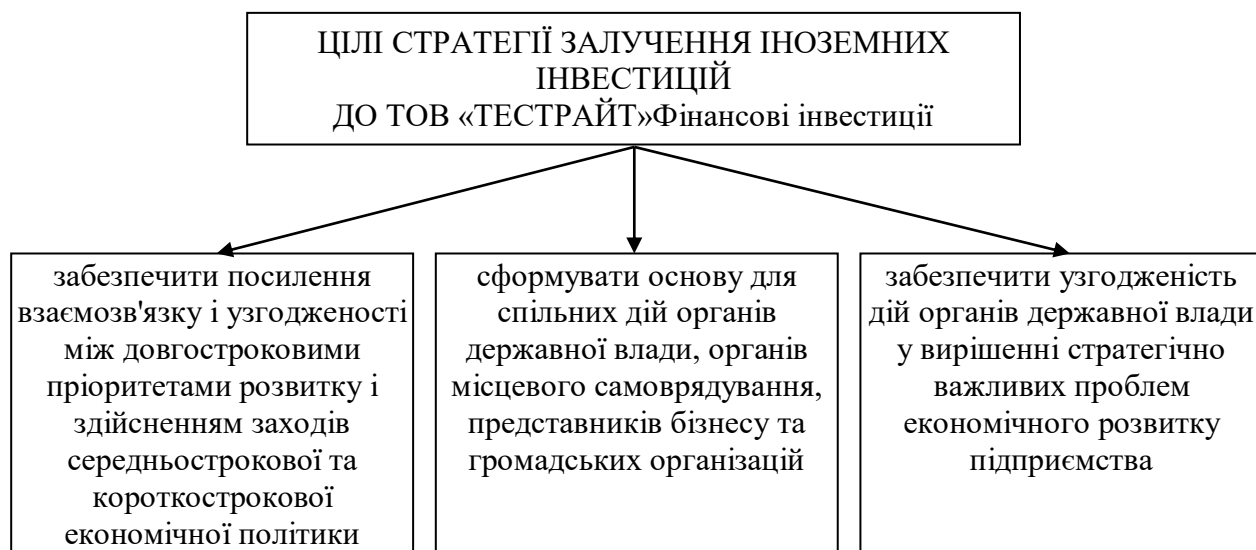 ЦІЛІ СТРАТЕГІЇ ЗАЛУЧЕННЯ ІНОЗЕМНИХ
ІНВЕСТИЦІЙ
ДО ТОВ «ТЕСТРАЙТ»Фінансові інвестиції
забезпечити посилення
взаємозв'язку і узгодженості
між довгостроковими
пріоритетами розвитку і
здійсненням заходів
середньострокової та
короткострокової
економічної політики
сформувати основу для
спільних дій органів
державної влади, органів
місцевого самоврядування,
представників бізнесу та
громадських організацій
забезпечити узгодженість
дій органів державної влади
у вирішенні стратегічно
важливих проблем
економічного розвитку
підприємства